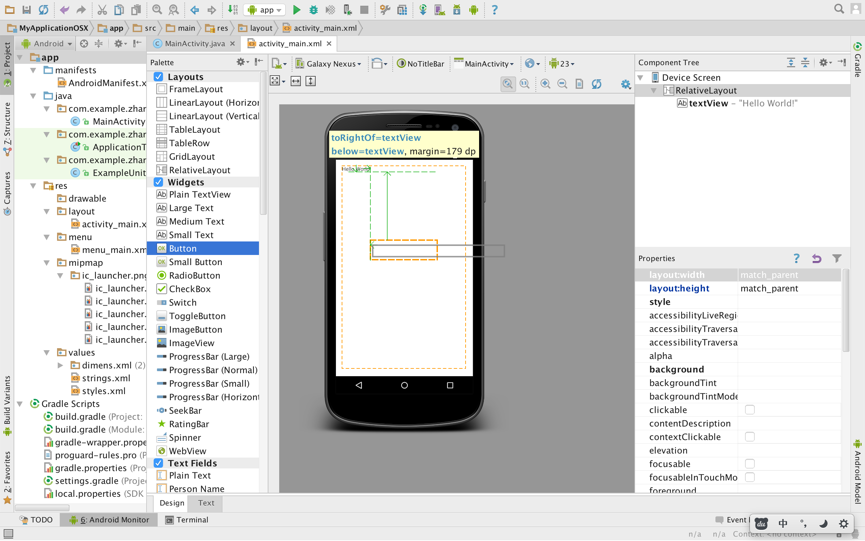 app
MyApplicationOSX
app
src
main
res
layout
activity_main.xml
Android
MainActivity.java
activity_main.xml
1: Project
Z: Structure
Captures
Build Variants
2: Favorites
app
manifests
AndroidManifest.x
java
com.example.zhar
MainActivity
com.example.zhar
ApplicationT
com.example.zhar
ExampleUnit
res
drawable
layout
activity_main.x
menu
menu_main.xm
mipmap
ic_launcher.png
ic_launcher.
ic_launcher.
ic_launcher.
ic_launcher.
ic_launcher.
values
dimens.xml (2)
strings.xml
styles.xml
Gradle Scripts
build.gradle (Project:
build.gradle (Module:
gradle-wrapper.prope
proguard-rules.pro (
gradle.properties (Pro
settings.gradle (Proje
local.properties (SDK
Palette
Layouts
FrameLayout
LinearLayout (Horizon
LinearLayout (Vertica
TableLayout
TableRow
GridLayout
RelativeLayout
Widgets
Plain TextView
Large Text
Medium Text
Small Text
Button
Small Button
RadioButton
CheckBox
Switch
ToggleButton
ImageButton
ImageView
ProgressBar (Large)
ProgressBar (Normal)
ProgressBar (Small)
ProgressBar (Horizont
SeekBar
RatingBar
Spinner
WebView
Text Fields
Plain Text
Person Name
Design
Text
Galaxy Nexus
NoTitleBar
MainActivity
23
toRightOf=textView
below=textView, margin=179 dp
Component Tree
Device Screen
RelativeLayout
textView - "Hello World!"
Properties
layout:width match_parent
layout:height match_parent
style
accessibilityLiveRegi
accessibilityTraversa
accessibilityTraversa
alpha
background
backgroundTint
backgroundTintMode
clickable
contentDescription
contextClickable
elevation
focusable
focusableInTouchMo
foreground
Gradle
Android Model
TODO
6: Android Monitor
Terminal
Event
中
n/a n/a Context: <no context>